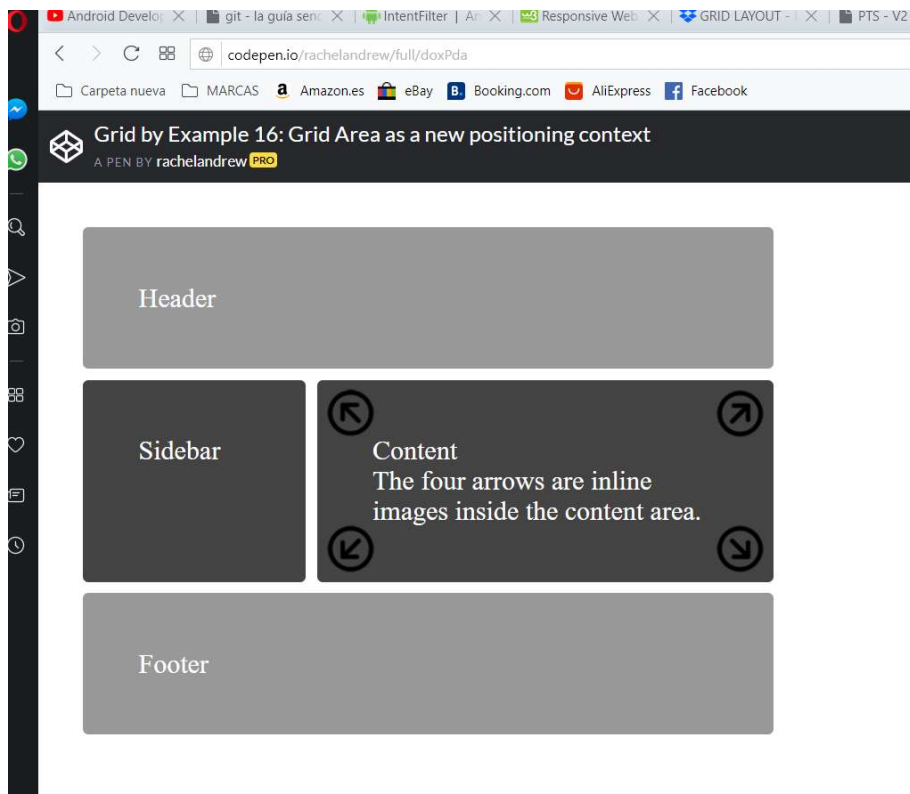 Android Develop git - la guía senc IntentFilter | An Responsive Web GRID LAYOUT - PTS - V2
codepen.io/rachelandrew/full/doxPda
Carpeta nueva MARCAS a Amazon.es eBay B. Booking.com AliExpress f Facebook
Grid by Example 16: Grid Area as a new positioning context
A PEN BY rachelandrew PRO
Header
Sidebar
Content
The four arrows are inline
images inside the content area.
Footer